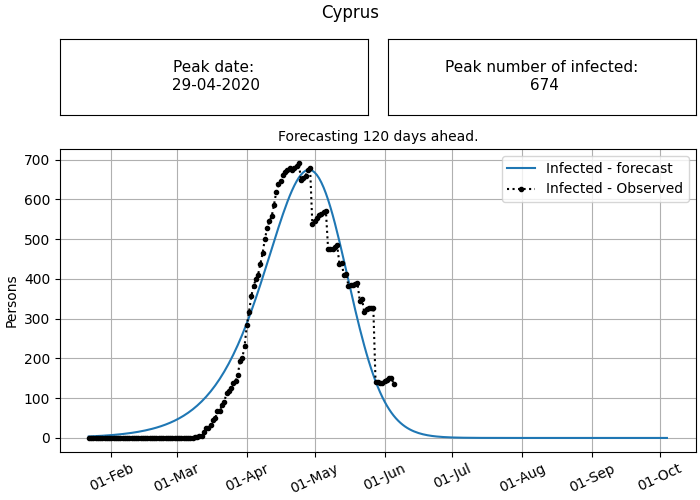 Cyprus
Peak date:
29-04-2020
Peak number of infected:
674
Forecasting 120 days ahead.
Infected - forecast
Infected - Observed
Persons
700
600
500
400
300
200
100
0
01-Feb
01-Mar
01-Apr
01-May
01-Jun
01-Jul
01-Aug
01-Sep
01-Oct